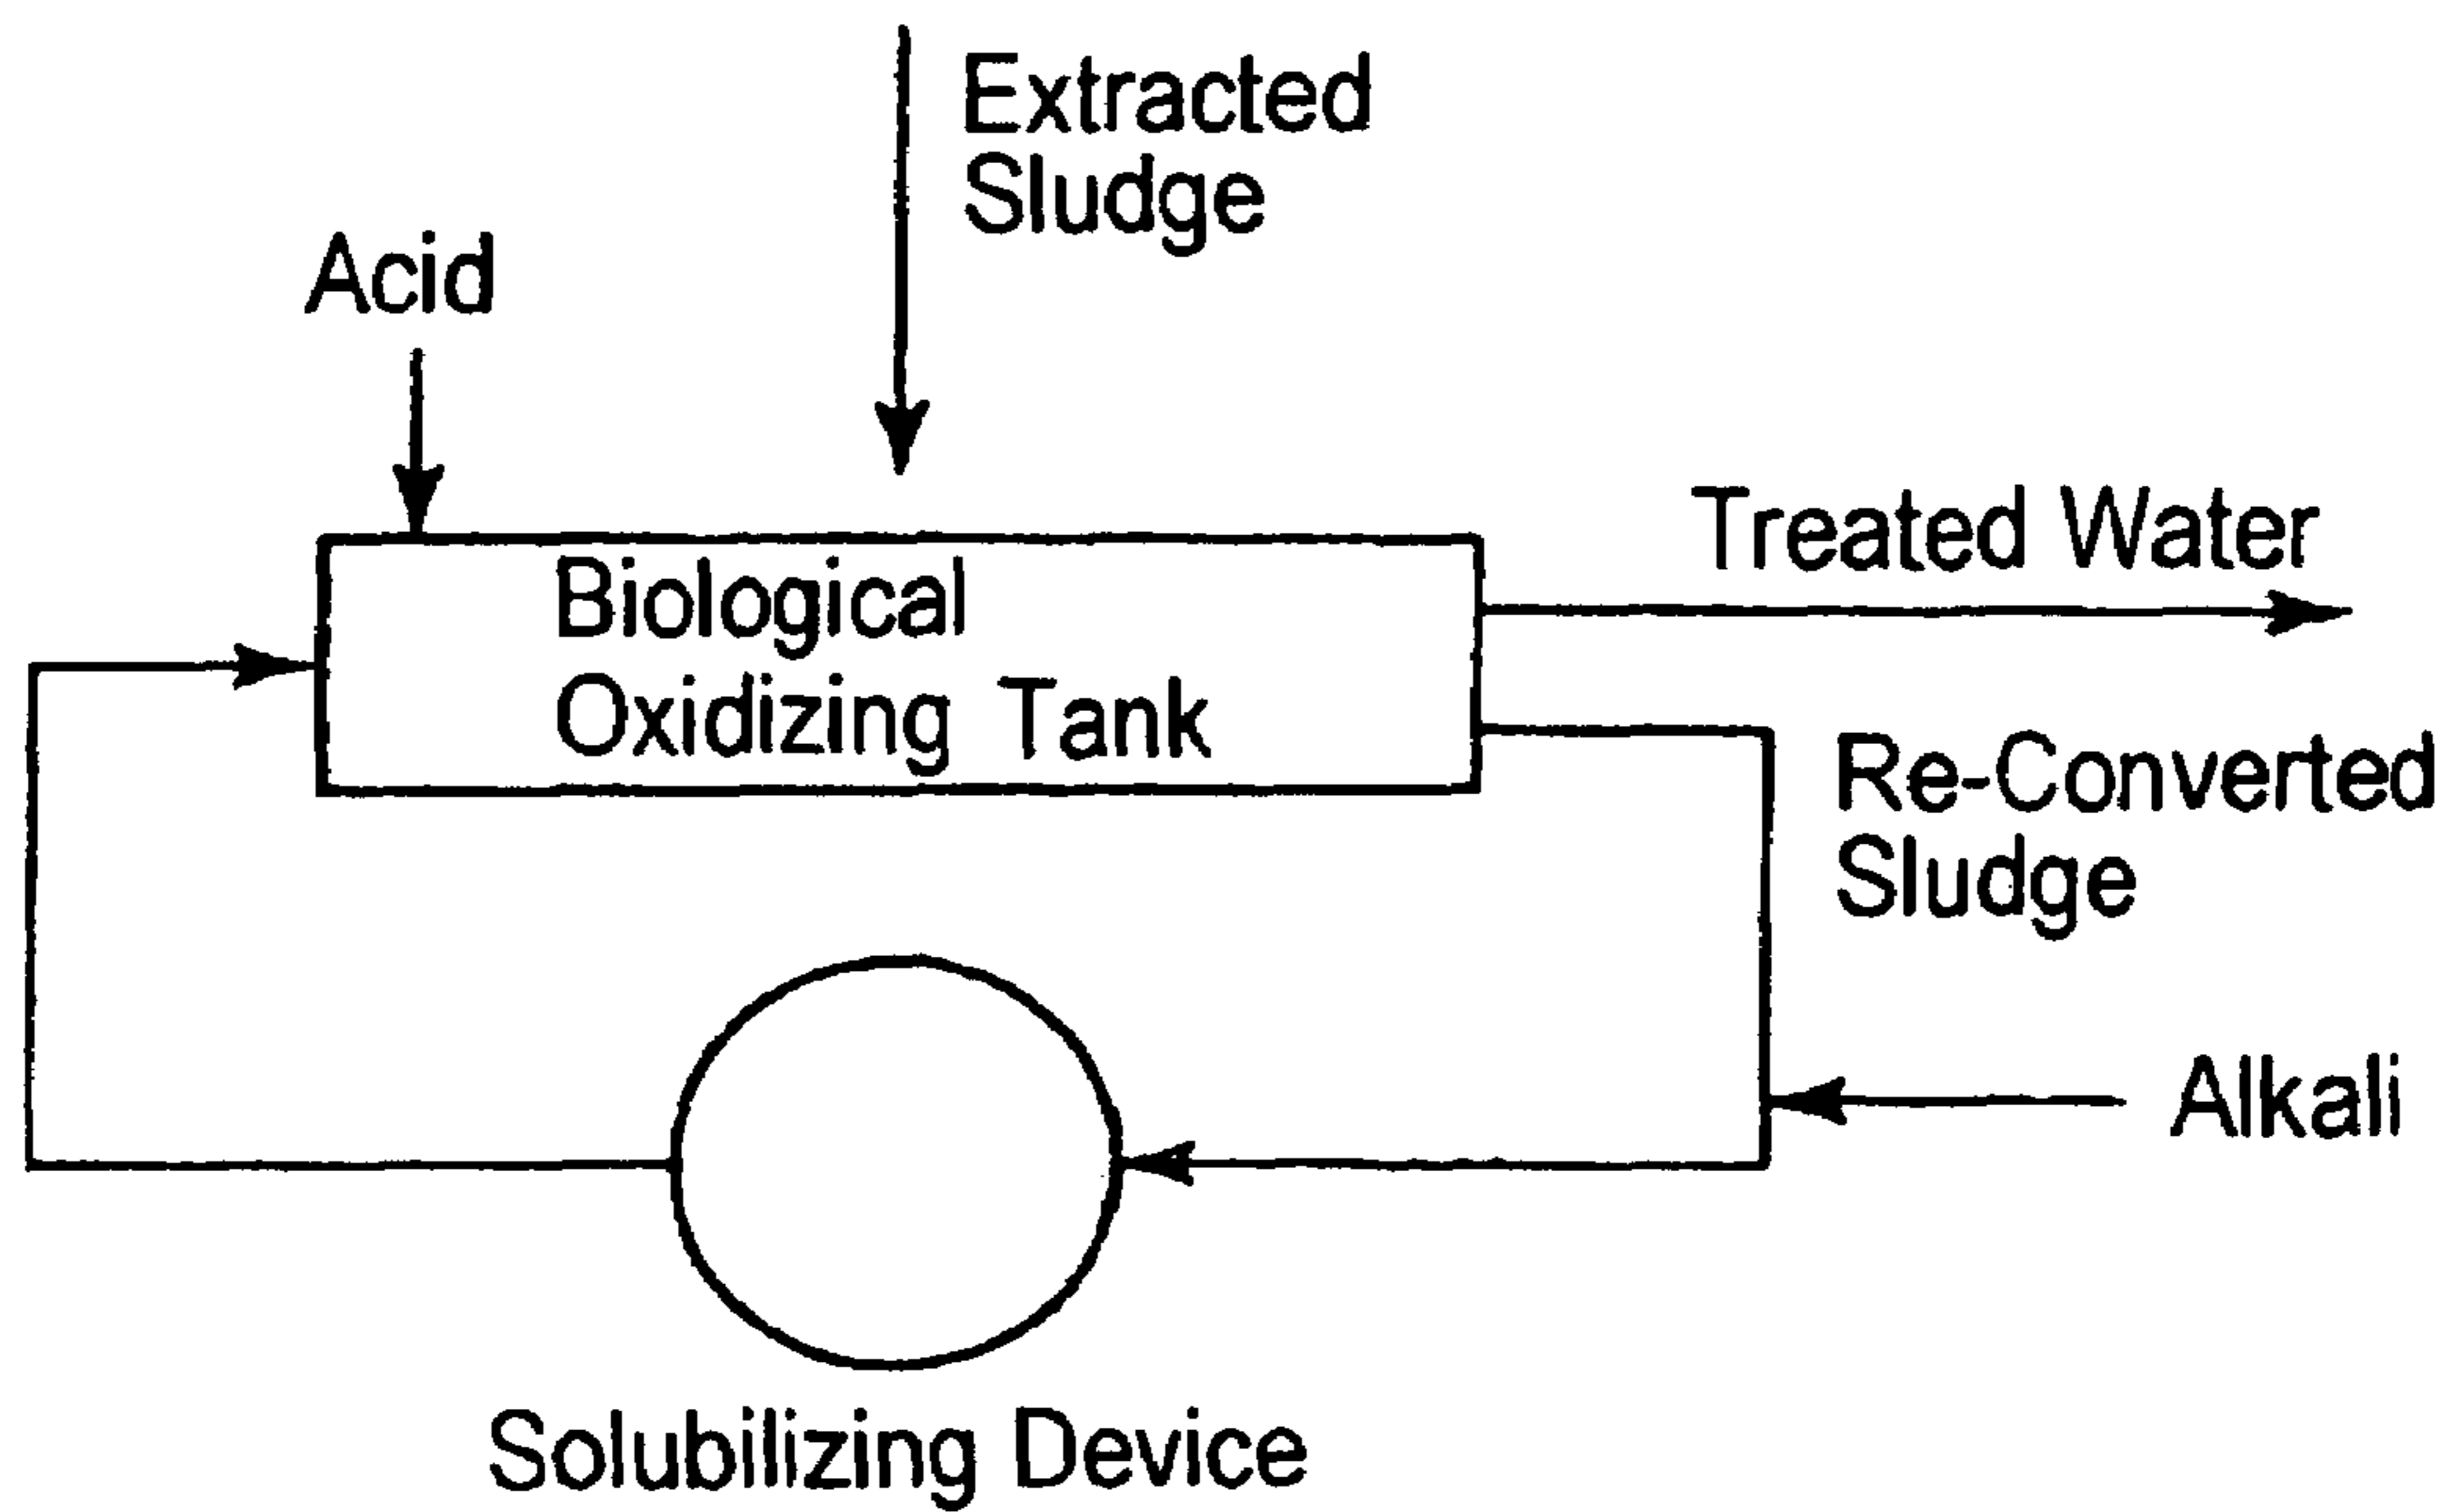 Extracted
Sludge
Acid
Treated Water
Biological
Oxidizing Tank
Re-Converted
Sludge
Alkali
Solubilizing Device